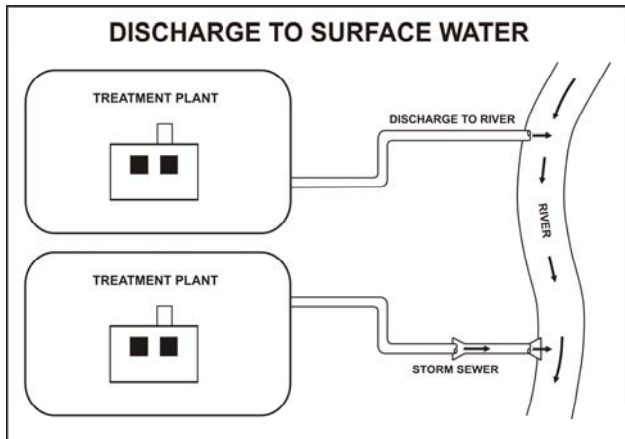 DISCHARGE TO SURFACE WATER
TREATMENT PLANT
DISCHARGE TO RIVER
RIVER
TREATMENT PLANT
STORM SEWER